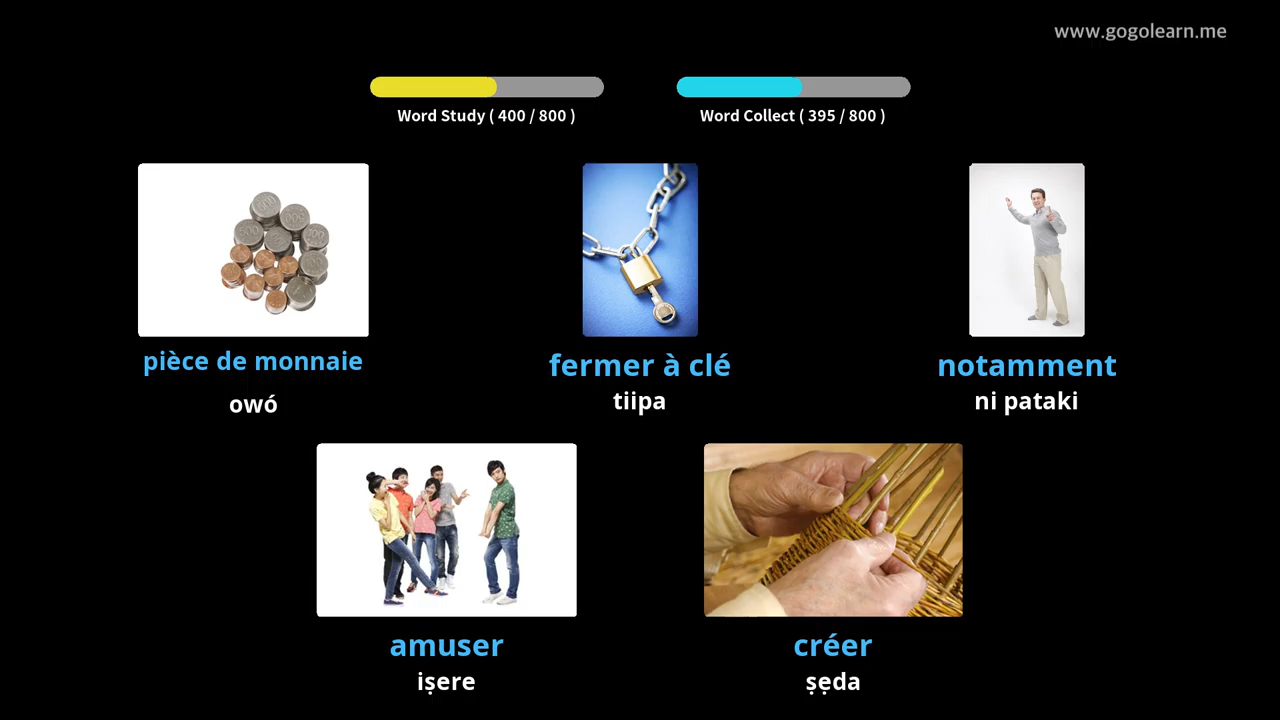 www.gogolearn.me
Word Study ( 400 / 800 )
Word Collect ( 395 / 800 )
pièce de monnaie
owó
fermer à clé
tiipa
notamment
ni pataki
amuser
iṣere
créer
ṣẹda